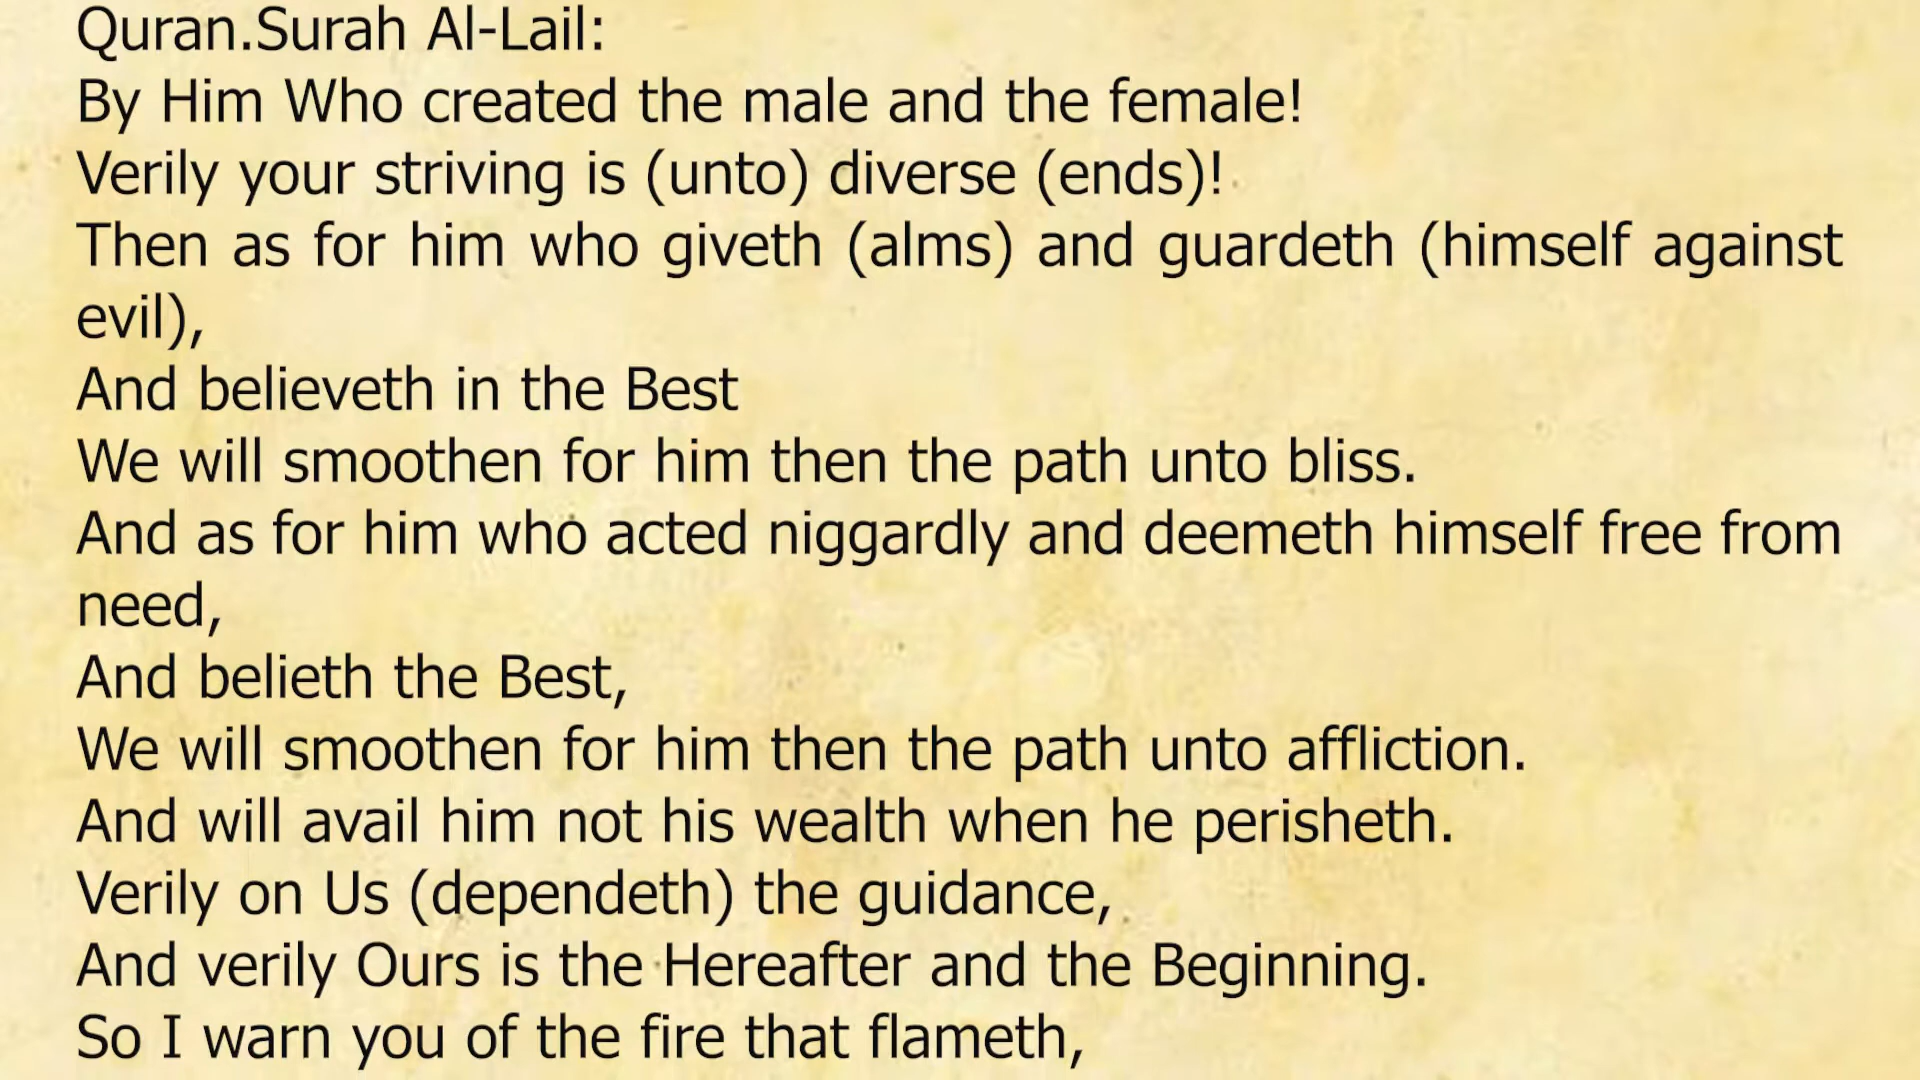 Quran.Surah Al-Lail:
By Him Who created the male and the female!
Verily your striving is (unto) diverse (ends)!
Then as for him who giveth (alms) and guardeth (himself against
evil),
And believeth in the Best
We will smoothen for him then the path unto bliss.
And as for him who acted niggardly and deemeth himself free from
need,
And belieth the Best,
We will smoothen for him then the path unto affliction.
And will avail him not his wealth when he perisheth.
Verily on Us (dependeth) the guidance,
And verily Ours is the Hereafter and the Beginning.
So I warn you of the fire that flameth,